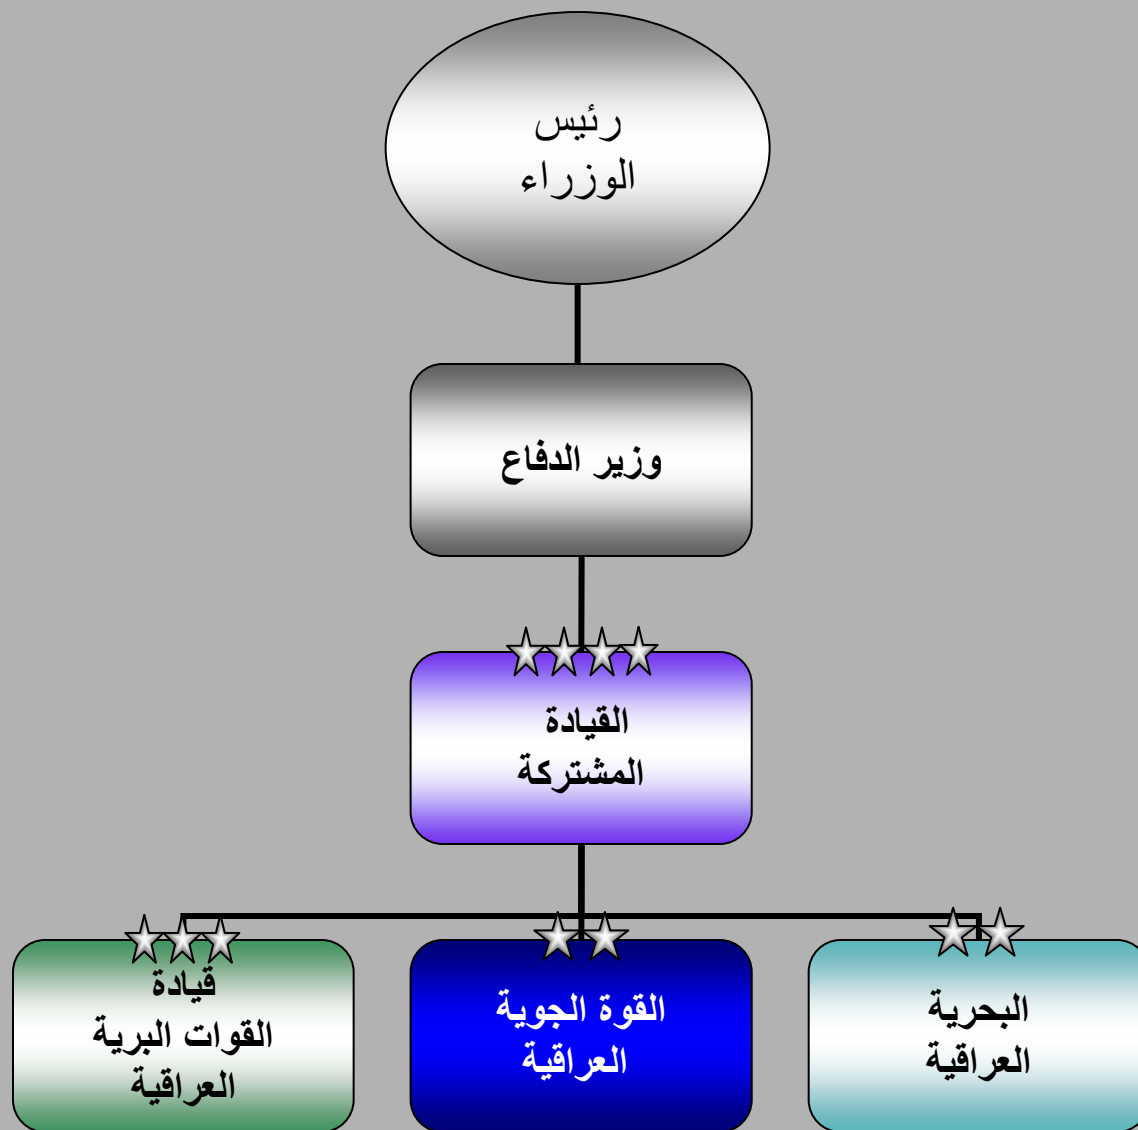 رئيس
الوزراء
وزير الدفاع
القيادة
المشتركة
البحرية
العراقية
القوة الجوية
العراقية
قيادة
القوات البرية
العراقية